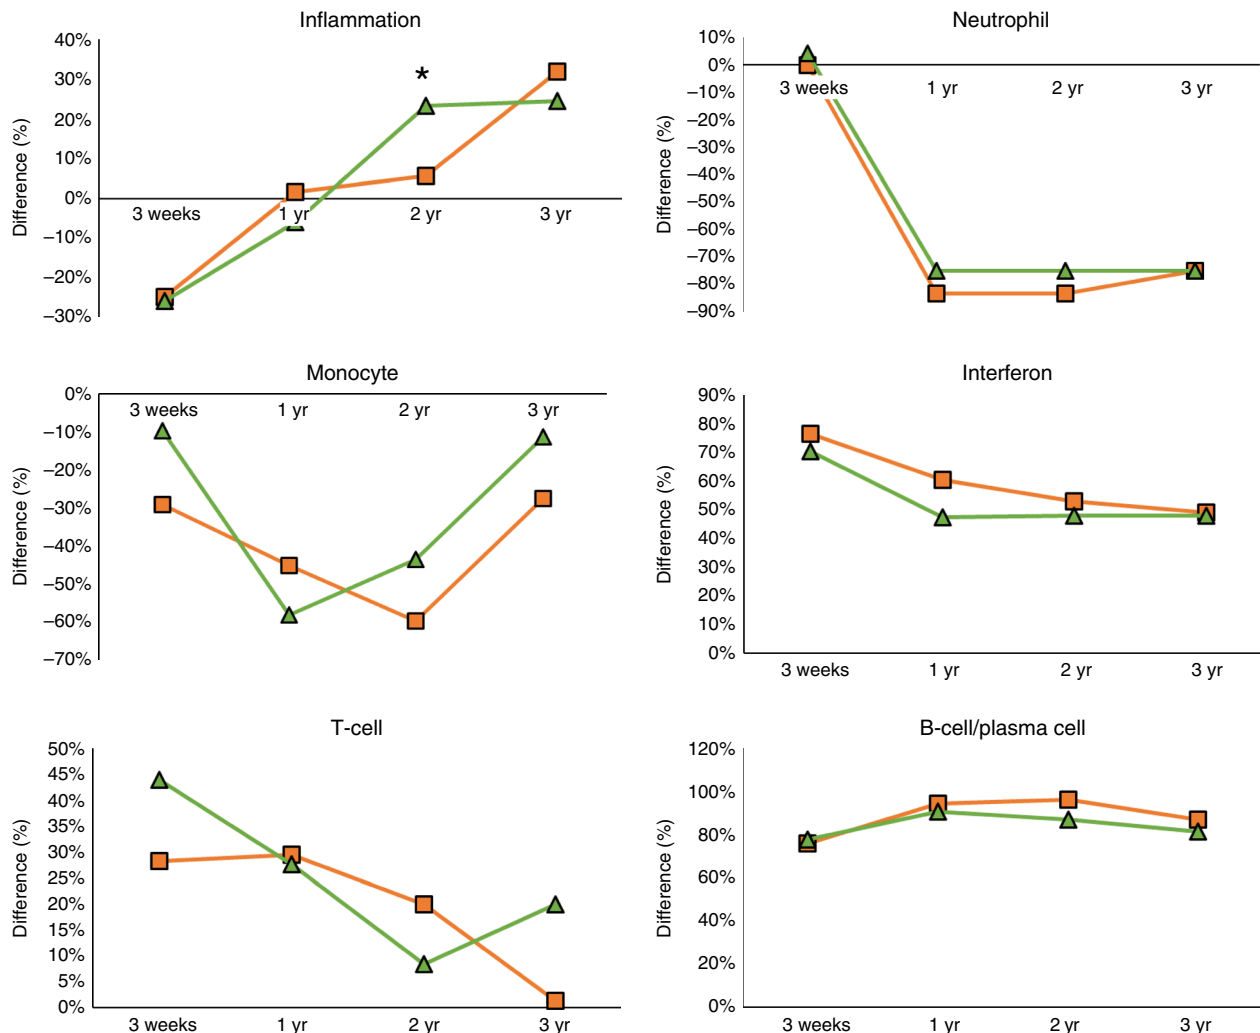 Inflammation
Difference (%)
40%
30%
20%
10%
0%
–10%
–20%
–30%
*
3 weeks
1 yr
2 yr
3 yr
Neutrophil
Difference (%)
10%
0%
–10%
–20%
–30%
–40%
–50%
–60%
–70%
–80%
–90%
3 weeks
1 yr
2 yr
3 yr
Monocyte
Difference (%)
0%
–10%
–20%
–30%
–40%
–50%
–60%
–70%
3 weeks
1 yr
2 yr
3 yr
Interferon
Difference (%)
90%
80%
70%
60%
50%
40%
30%
20%
10%
0%
3 weeks
1 yr
2 yr
3 yr
T-cell
Difference (%)
50%
45%
40%
35%
30%
25%
20%
15%
10%
5%
0%
3 weeks
1 yr
2 yr
3 yr
B-cell/plasma cell
Difference (%)
120%
100%
80%
60%
40%
20%
0%
3 weeks
1 yr
2 yr
3 yr